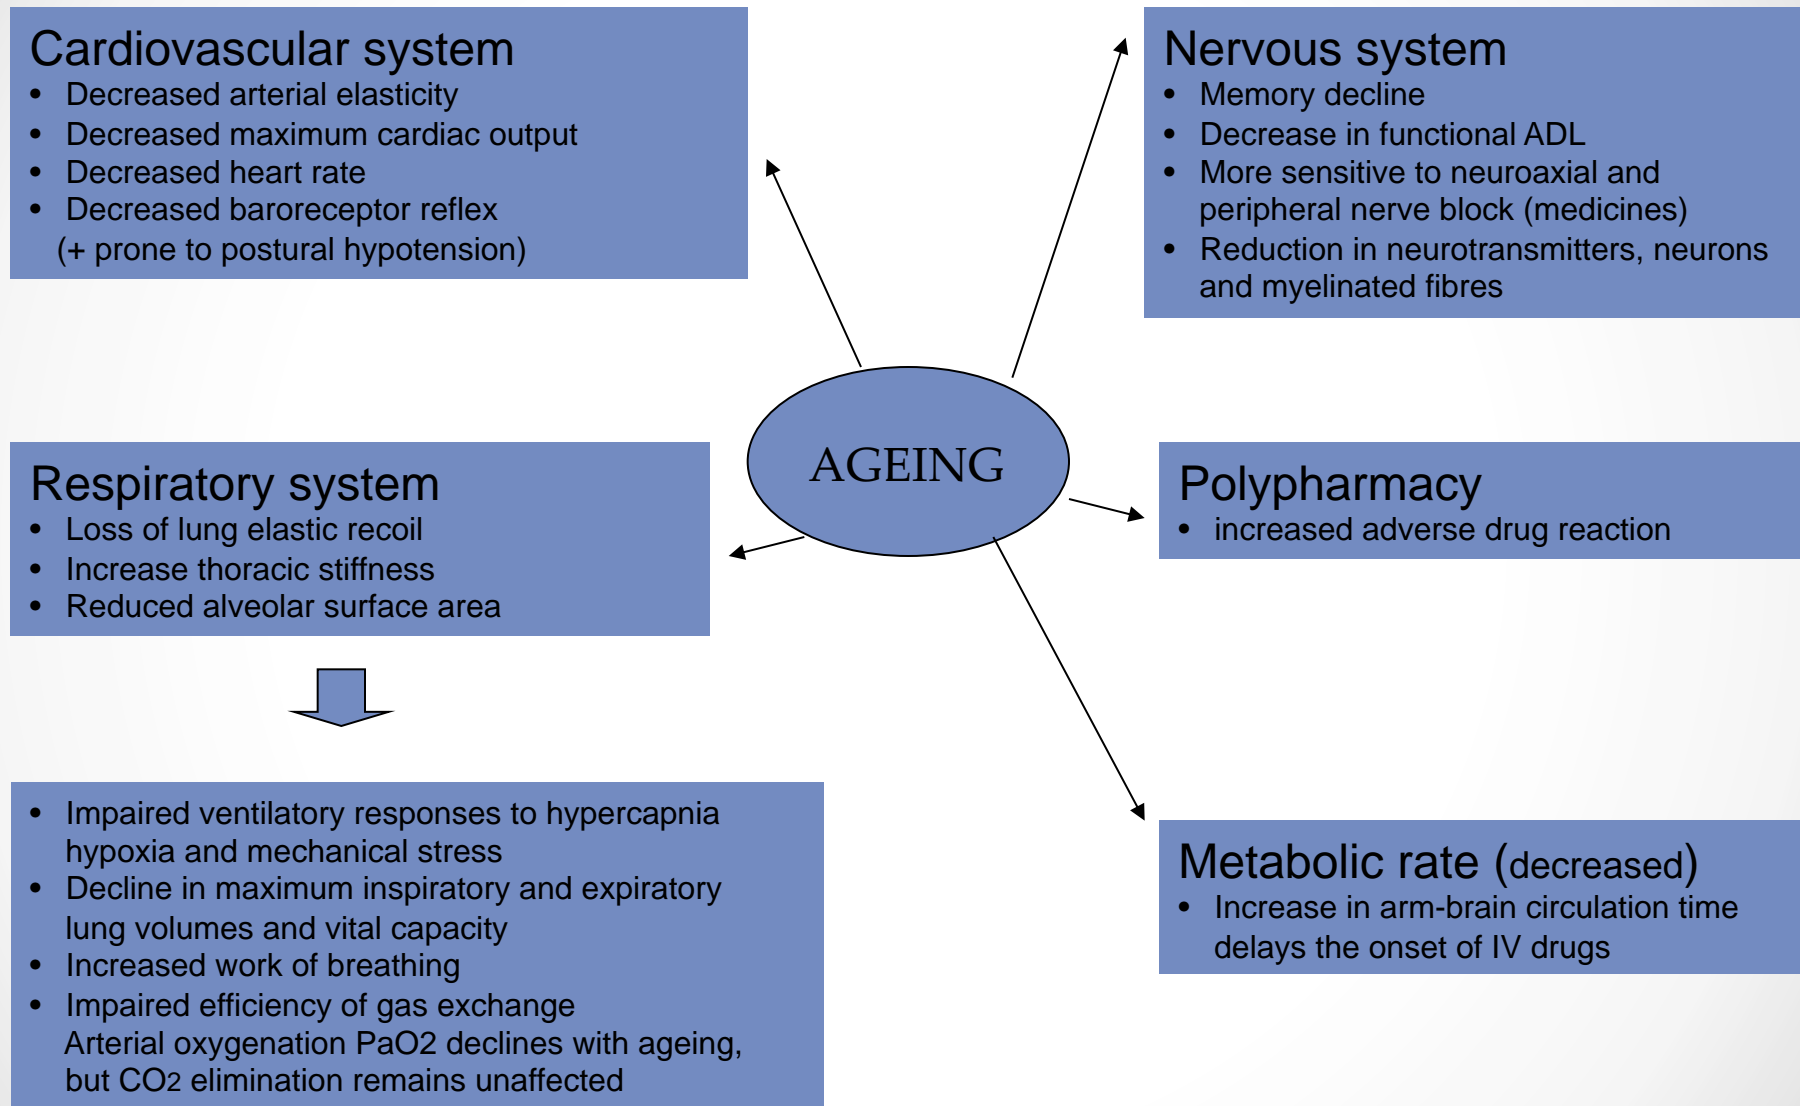 Cardiovascular system
• Decreased arterial elasticity
• Decreased maximum cardiac output
• Decreased heart rate
• Decreased baroreceptor reflex
(+ prone to postural hypotension)
Nervous system
• Memory decline
• Decrease in functional ADL
• More sensitive to neuroaxial and
peripheral nerve block (medicines)
• Reduction in neurotransmitters, neurons
and myelinated fibres
AGEING
Respiratory system
• Loss of lung elastic recoil
• Increase thoracic stiffness
• Reduced alveolar surface area
Polypharmacy
• increased adverse drug reaction
• Impaired ventilatory responses to hypercapnia
hypoxia and mechanical stress
• Decline in maximum inspiratory and expiratory
lung volumes and vital capacity
• Increased work of breathing
• Impaired efficiency of gas exchange
Arterial oxygenation PaO2 declines with ageing,
but CO2 elimination remains unaffected
Metabolic rate (decreased)
• Increase in arm-brain circulation time
delays the onset of IV drugs